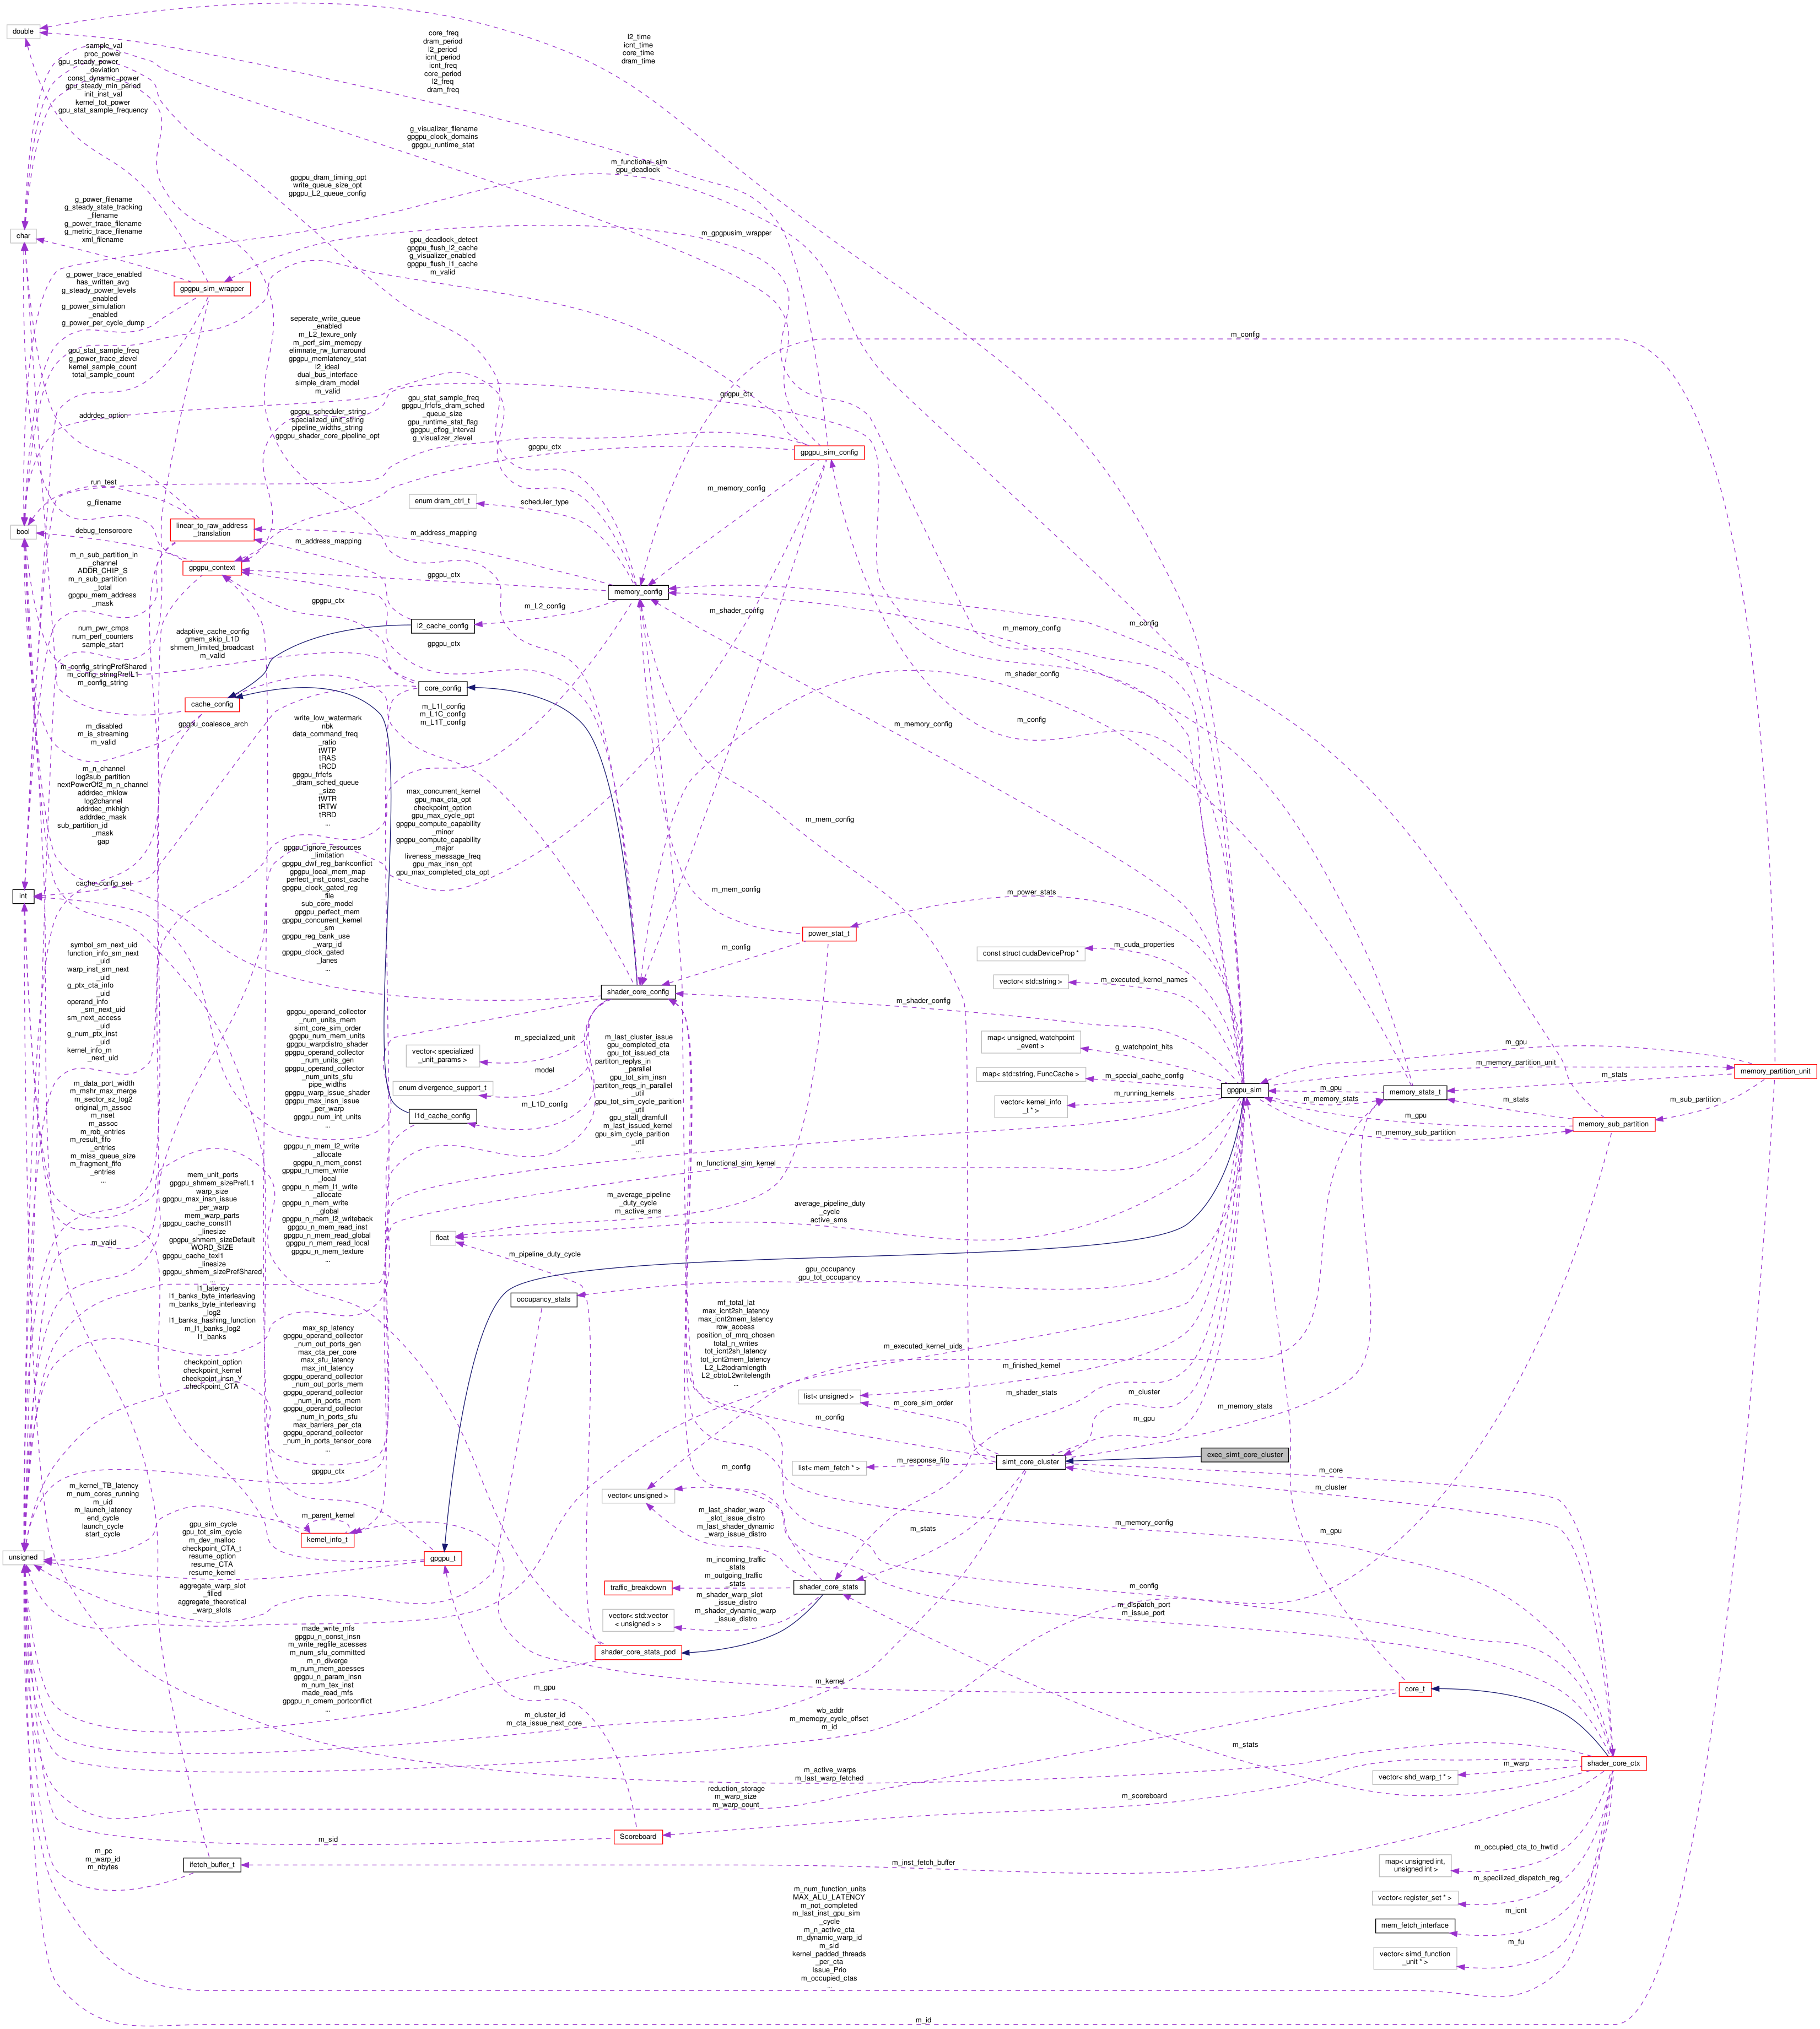 double
sample_val
proc_power
gpu_steady_power
_deviation
const_dynamic_power
gpu_steady_min_period
init_inst_val
kernel_tot_power
gpu_stat_sample_frequency
core_freq
dram_period
l2_period
icnt_period
icnt_freq
core_period
l2_freq
dram_freq
l2_time
icnt_time
core_time
dram_time
g_visualizer_filename
gpgpu_clock_domains
gpgpu_runtime_stat
m_functional_sim
gpu_deadlock
gpgpu_dram_timing_opt
write_queue_size_opt
gpgpu_L2_queue_config
g_power_filename
g_steady_state_tracking
_filename
g_power_trace_filename
g_metric_trace_filename
xml_filename
char
m_gpgpusim_wrapper
gpu_deadlock_detect
gpgpu_flush_l2_cache
g_visualizer_enabled
gpgpu_flush_l1_cache
m_valid
g_power_trace_enabled
has_written_avg
g_steady_power_levels
_enabled
g_power_simulation
_enabled
g_power_per_cycle_dump
gpgpu_sim_wrapper
seperate_write_queue
_enabled
m_L2_texure_only
m_perf_sim_memcpy
elimnate_rw_turnaround
gpgpu_memlatency_stat
l2_ideal
dual_bus_interface
simple_dram_model
m_valid
m_config
gpu_stat_sample_freq
g_power_trace_zlevel
kernel_sample_count
total_sample_count
gpgpu_ctx
gpu_stat_sample_freq
gpgpu_frfcfs_dram_sched
_queue_size
gpu_runtime_stat_flag
gpgpu_cflog_interval
g_visualizer_zlevel
addrdec_option
gpgpu_scheduler_string
specialized_unit_string
pipeline_widths_string
gpgpu_shader_core_pipeline_opt
gpgpu_ctx
gpgpu_sim_config
run_test
g_filename
m_memory_config
enum dram_ctrl_t
scheduler_type
bool
debug_tensorcore
linear_to_raw_address
_translation
m_address_mapping
m_address_mapping
m_n_sub_partition_in
_channel
ADDR_CHIP_S
m_n_sub_partition
_total
gpgpu_mem_address
_mask
gpgpu_context
gpgpu_ctx
memory_config
gpgpu_ctx
m_L2_config
m_shader_config
l2_cache_config
num_pwr_cmps
num_perf_counters
sample_start
adaptive_cache_config
gmem_skip_L1D
shmem_limited_broadcast
m_valid
gpgpu_ctx
m_memory_config
m_config
m_config_stringPrefShared
m_config_stringPrefL1
m_config_string
core_config
m_shader_config
cache_config
m_L1I_config
m_L1C_config
m_L1T_config
gpgpu_coalesce_arch
m_disabled
m_is_streaming
m_valid
write_low_watermark
nbk
data_command_freq
_ratio
tWTP
tRAS
tRCD
gpgpu_frfcfs
_dram_sched_queue
_size
tWTR
tRTW
tRRD
...
m_memory_config
m_config
m_n_channel
log2sub_partition
nextPowerOf2_m_n_channel
addrdec_mklow
log2channel
addrdec_mkhigh
addrdec_mask
sub_partition_id
_mask
gap
max_concurrent_kernel
gpu_max_cta_opt
checkpoint_option
gpu_max_cycle_opt
gpgpu_compute_capability
_minor
gpgpu_compute_capability
_major
liveness_message_freq
gpu_max_insn_opt
gpu_max_completed_cta_opt
m_mem_config
gpgpu_ignore_resources
_limitation
gpgpu_dwf_reg_bankconflict
gpgpu_local_mem_map
perfect_inst_const_cache
gpgpu_clock_gated_reg
_file
sub_core_model
gpgpu_perfect_mem
gpgpu_concurrent_kernel
_sm
gpgpu_reg_bank_use
_warp_id
gpgpu_clock_gated
_lanes
...
int
cache_config_set
m_mem_config
m_power_stats
power_stat_t
m_config
const struct cudaDeviceProp *
m_cuda_properties
vector< std::string >
m_executed_kernel_names
symbol_sm_next_uid
function_info_sm_next
_uid
warp_inst_sm_next
_uid
g_ptx_cta_info
_uid
operand_info
_sm_next_uid
sm_next_access
_uid
g_num_ptx_inst
_uid
kernel_info_m
_next_uid
shader_core_config
m_shader_config
gpgpu_operand_collector
_num_units_mem
simt_core_sim_order
gpgpu_num_mem_units
gpgpu_warpdistro_shader
gpgpu_operand_collector
_num_units_gen
gpgpu_operand_collector
_num_units_sfu
pipe_widths
gpgpu_warp_issue_shader
gpgpu_max_insn_issue
_per_warp
gpgpu_num_int_units
...
vector< specialized
_unit_params >
m_specialized_unit
enum divergence_support_t
model
l1d_cache_config
m_L1D_config
m_last_cluster_issue
gpu_completed_cta
gpu_tot_issued_cta
partiton_replys_in
_parallel
gpu_tot_sim_insn
partiton_reqs_in_parallel
_util
gpu_tot_sim_cycle_parition
_util
gpu_stall_dramfull
m_last_issued_kernel
gpu_sim_cycle_parition
_util
...
map< unsigned, watchpoint
_event >
g_watchpoint_hits
map< std::string, FuncCache >
m_special_cache_config
vector< kernel_info
_t * >
m_running_kernels
gpgpu_sim
m_gpu
m_memory_partition_unit
m_gpu
m_memory_stats
memory_stats_t
m_stats
m_stats
m_gpu
m_memory_sub_partition
memory_sub_partition
m_sub_partition
memory_partition_unit
m_data_port_width
m_mshr_max_merge
m_sector_sz_log2
original_m_assoc
m_nset
m_assoc
m_rob_entries
m_result_fifo
_entries
m_miss_queue_size
m_fragment_fifo
_entries
...
gpgpu_n_mem_l2_write
_allocate
gpgpu_n_mem_const
gpgpu_n_mem_write
_local
gpgpu_n_mem_l1_write
_allocate
gpgpu_n_mem_write
_global
gpgpu_n_mem_l2_writeback
gpgpu_n_mem_read_inst
gpgpu_n_mem_read_global
gpgpu_n_mem_read_local
gpgpu_n_mem_texture
...
m_functional_sim_kernel
mem_unit_ports
gpgpu_shmem_sizePrefL1
warp_size
gpgpu_max_insn_issue
_per_warp
mem_warp_parts
gpgpu_cache_constl1
_linesize
gpgpu_shmem_sizeDefault
WORD_SIZE
gpgpu_cache_texl1
_linesize
gpgpu_shmem_sizePrefShared
...
m_valid
m_average_pipeline
_duty_cycle
m_active_sms
average_pipeline_duty
_cycle
active_sms
float
m_pipeline_duty_cycle
l1_latency
l1_banks_byte_interleaving
m_banks_byte_interleaving
_log2
l1_banks_hashing_function
m_l1_banks_log2
l1_banks
gpu_occupancy
gpu_tot_occupancy
occupancy_stats
mf_total_lat
max_icnt2sh_latency
max_icnt2mem_latency
row_access
position_of_mrq_chosen
total_n_writes
tot_icnt2sh_latency
tot_icnt2mem_latency
L2_L2todramlength
L2_cbtoL2writelength
...
max_sp_latency
gpgpu_operand_collector
_num_out_ports_gen
max_cta_per_core
max_sfu_latency
max_int_latency
gpgpu_operand_collector
_num_out_ports_mem
gpgpu_operand_collector
_num_in_ports_mem
gpgpu_operand_collector
_num_in_ports_sfu
max_barriers_per_cta
gpgpu_operand_collector
_num_in_ports_tensor_core
...
checkpoint_option
checkpoint_kernel
checkpoint_insn_Y
checkpoint_CTA
m_executed_kernel_uids
m_finished_kernel
list< unsigned >
m_core_sim_order
m_shader_stats
m_cluster
m_gpu
m_memory_stats
m_config
gpgpu_ctx
list< mem_fetch * >
m_response_fifo
simt_core_cluster
exec_simt_core_cluster
m_core
m_cluster
vector< unsigned >
m_config
m_kernel_TB_latency
m_num_cores_running
m_uid
m_launch_latency
end_cycle
launch_cycle
start_cycle
m_parent_kernel
kernel_info_t
m_last_shader_warp
_slot_issue_distro
m_last_shader_dynamic
_warp_issue_distro
m_stats
m_memory_config
m_gpu
gpu_sim_cycle
gpu_tot_sim_cycle
m_dev_malloc
checkpoint_CTA_t
resume_option
resume_CTA
resume_kernel
unsigned
gpgpu_t
m_incoming_traffic
_stats
m_outgoing_traffic
_stats
traffic_breakdown
shader_core_stats
m_config
m_dispatch_port
m_issue_port
aggregate_warp_slot
_filled
aggregate_theoretical
_warp_slots
vector< std::vector
< unsigned > >
m_shader_warp_slot
_issue_distro
m_shader_dynamic_warp
_issue_distro
made_write_mfs
gpgpu_n_const_insn
m_write_regfile_acesses
m_num_sfu_committed
m_n_diverge
m_num_mem_acesses
gpgpu_n_param_insn
m_num_tex_inst
made_read_mfs
gpgpu_n_cmem_portconflict
...
shader_core_stats_pod
m_gpu
m_kernel
core_t
m_cluster_id
m_cta_issue_next_core
wb_addr
m_memcpy_cycle_offset
m_id
m_stats
m_active_warps
m_last_warp_fetched
vector< shd_warp_t * >
m_warp
shader_core_ctx
reduction_storage
m_warp_size
m_warp_count
m_scoreboard
m_sid
Scoreboard
m_pc
m_warp_id
m_nbytes
ifetch_buffer_t
m_inst_fetch_buffer
map< unsigned int,
unsigned int >
m_occupied_cta_to_hwtid
vector< register_set * >
m_specilized_dispatch_reg
mem_fetch_interface
m_icnt
vector< simd_function
_unit * >
m_fu
m_num_function_units
MAX_ALU_LATENCY
m_not_completed
m_last_inst_gpu_sim
_cycle
m_n_active_cta
m_dynamic_warp_id
m_sid
kernel_padded_threads
_per_cta
Issue_Prio
m_occupied_ctas
...
m_id